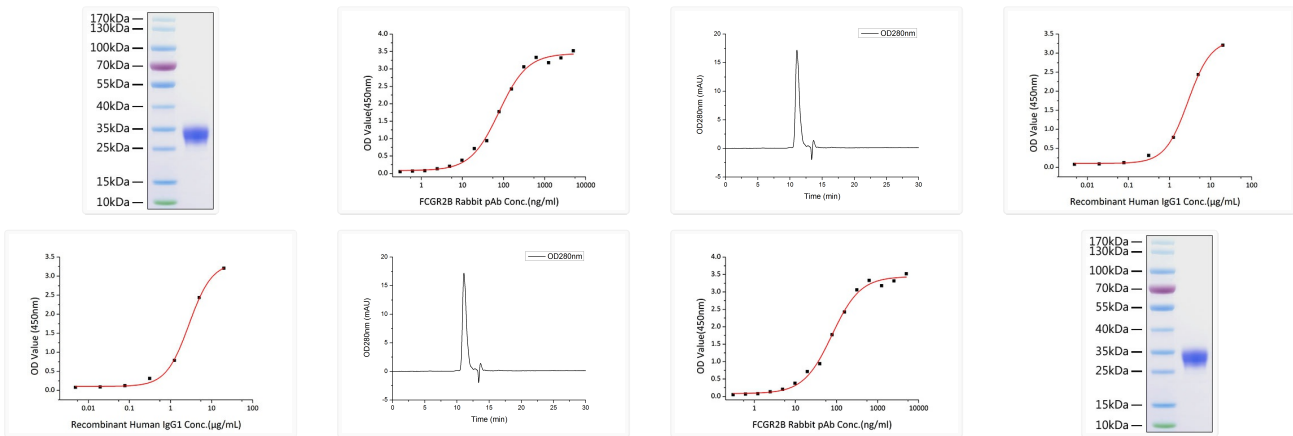 170kDa
130kDa
100kDa
70kDa
55kDa
40kDa
35kDa
25kDa
15kDa
10kDa
4.0
3.5
3.0
2.5
2.0
1.5
1.0
0.5
0.0
OD Value(450nm)
1 10 100 1000 10000
FCGR2B Rabbit pAb Conc.(ng/ml)
OD280nm
20
15
10
5
0
-5
OD280nm (mAU)
0 5 10 15 20 25 30
Time (min)
3.5
3.0
2.5
2.0
1.5
1.0
0.5
0.0
OD Value (450nm)
0.01 0.1 1 10 100
Recombinant Human IgG1 Conc.(μg/mL)
3.5
3.0
2.5
2.0
1.5
1.0
0.5
0.0
OD Value (450nm)
0.01 0.1 1 10 100
Recombinant Human IgG1 Conc.(μg/mL)
OD280nm
20
15
10
5
0
-5
OD280nm (mAU)
0 5 10 15 20 25 30
Time (min)
4.0
3.5
3.0
2.5
2.0
1.5
1.0
0.5
0.0
OD Value(450nm)
1 10 100 1000 10000
FCGR2B Rabbit pAb Conc.(ng/ml)
170kDa
130kDa
100kDa
70kDa
55kDa
40kDa
35kDa
25kDa
15kDa
10kDa